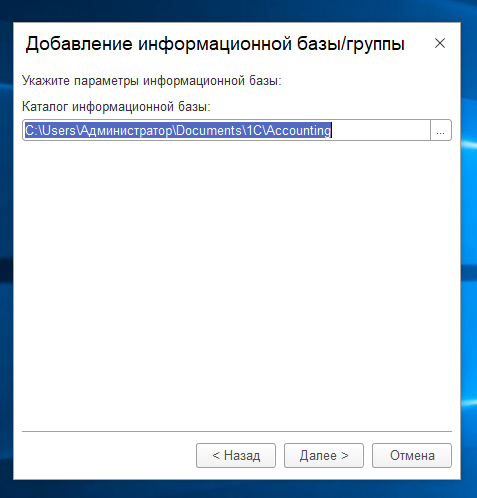 Добавление информационной базы/группы
Укажите параметры информационной базы:
Каталог информационной базы:
C:\Users\Администратор\Documents\1C\Accounting
...
< Назад
Далее >
Отмена